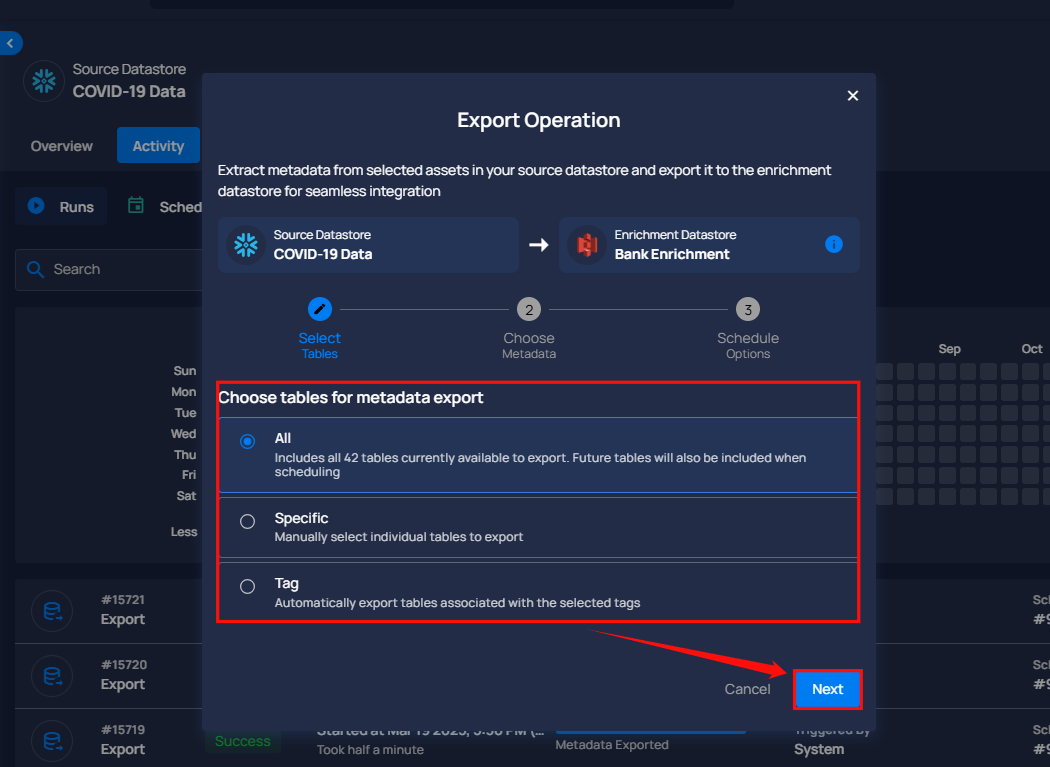 Source Datastore
COVID-19 Data
Overview
Activity
Runs
Sched
Search
Sep
Oct
Sun
Mon
Tue
Wed
Thu
Fri
Sat
Less
Export Operation
Extract metadata from selected assets in your source datastore and export it to the enrichment
datastore for seamless integration
Source Datastore
COVID-19 Data
Enrichment Datastore
Bank Enrichment
2
3
Select
Tables
Choose
Metadata
Schedule
Options
Choose tables for metadata export
All
Includes all 42 tables currently available to export. Future tables will also be included when
scheduling
Specific
Manually select individual tables to export
Tag
Automatically export tables associated with the selected tags
Cancel
Next
#15721
Export
Sc
#9
#15720
Export
Sc
#9
#15719
Export
Success
Started at Mar 19 2025, 5:30 PM (...
Took half a minute
Metadata Exported
Triggered By
System
Sc
#9